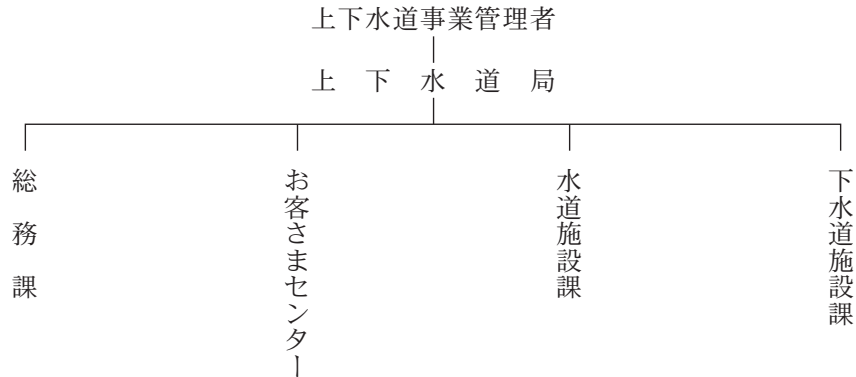 上下水道事業管理者
上下水道局
総務課
お客さまセンター
水道施設課
下水道施設課